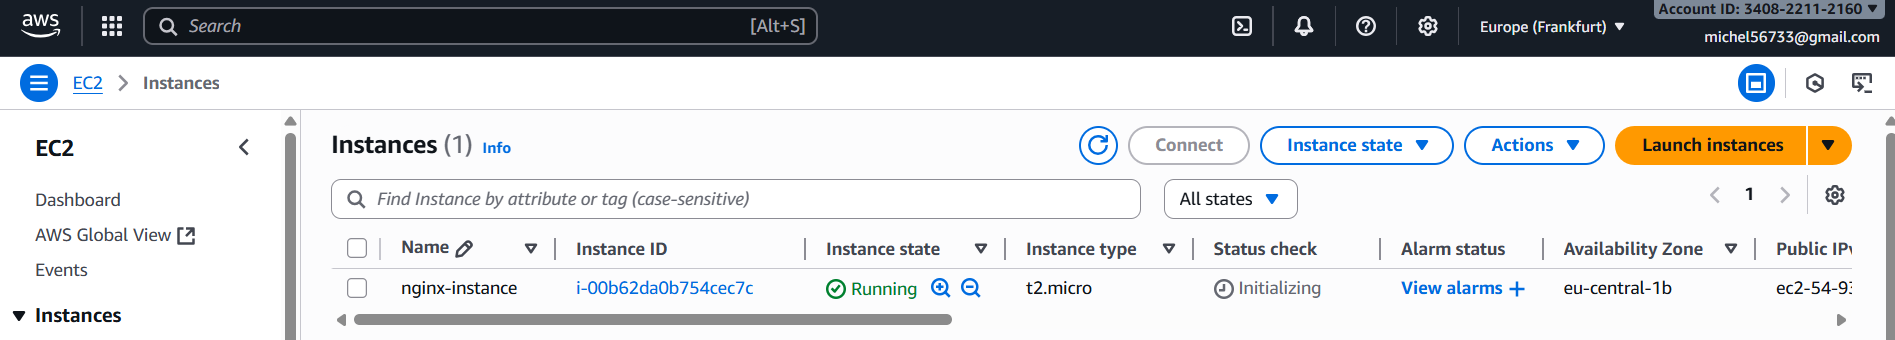 aws
Search [Alt+S]
Europe (Frankfurt)
Account ID: 3408-2211-2160
michel56733@gmail.com
EC2 Instances
EC2
Dashboard
AWS Global View
Events
Instances
Instances (1) Info
Connect Instance state Actions Launch instances
Find Instance by attribute or tag (case-sensitive) All states 1
Name Instance ID Instance state Instance type Status check Alarm status Availability Zone Public IPv
nginx-instance i-00b62da0b754cec7c Running t2.micro Initializing View alarms + eu-central-1b ec2-54-93